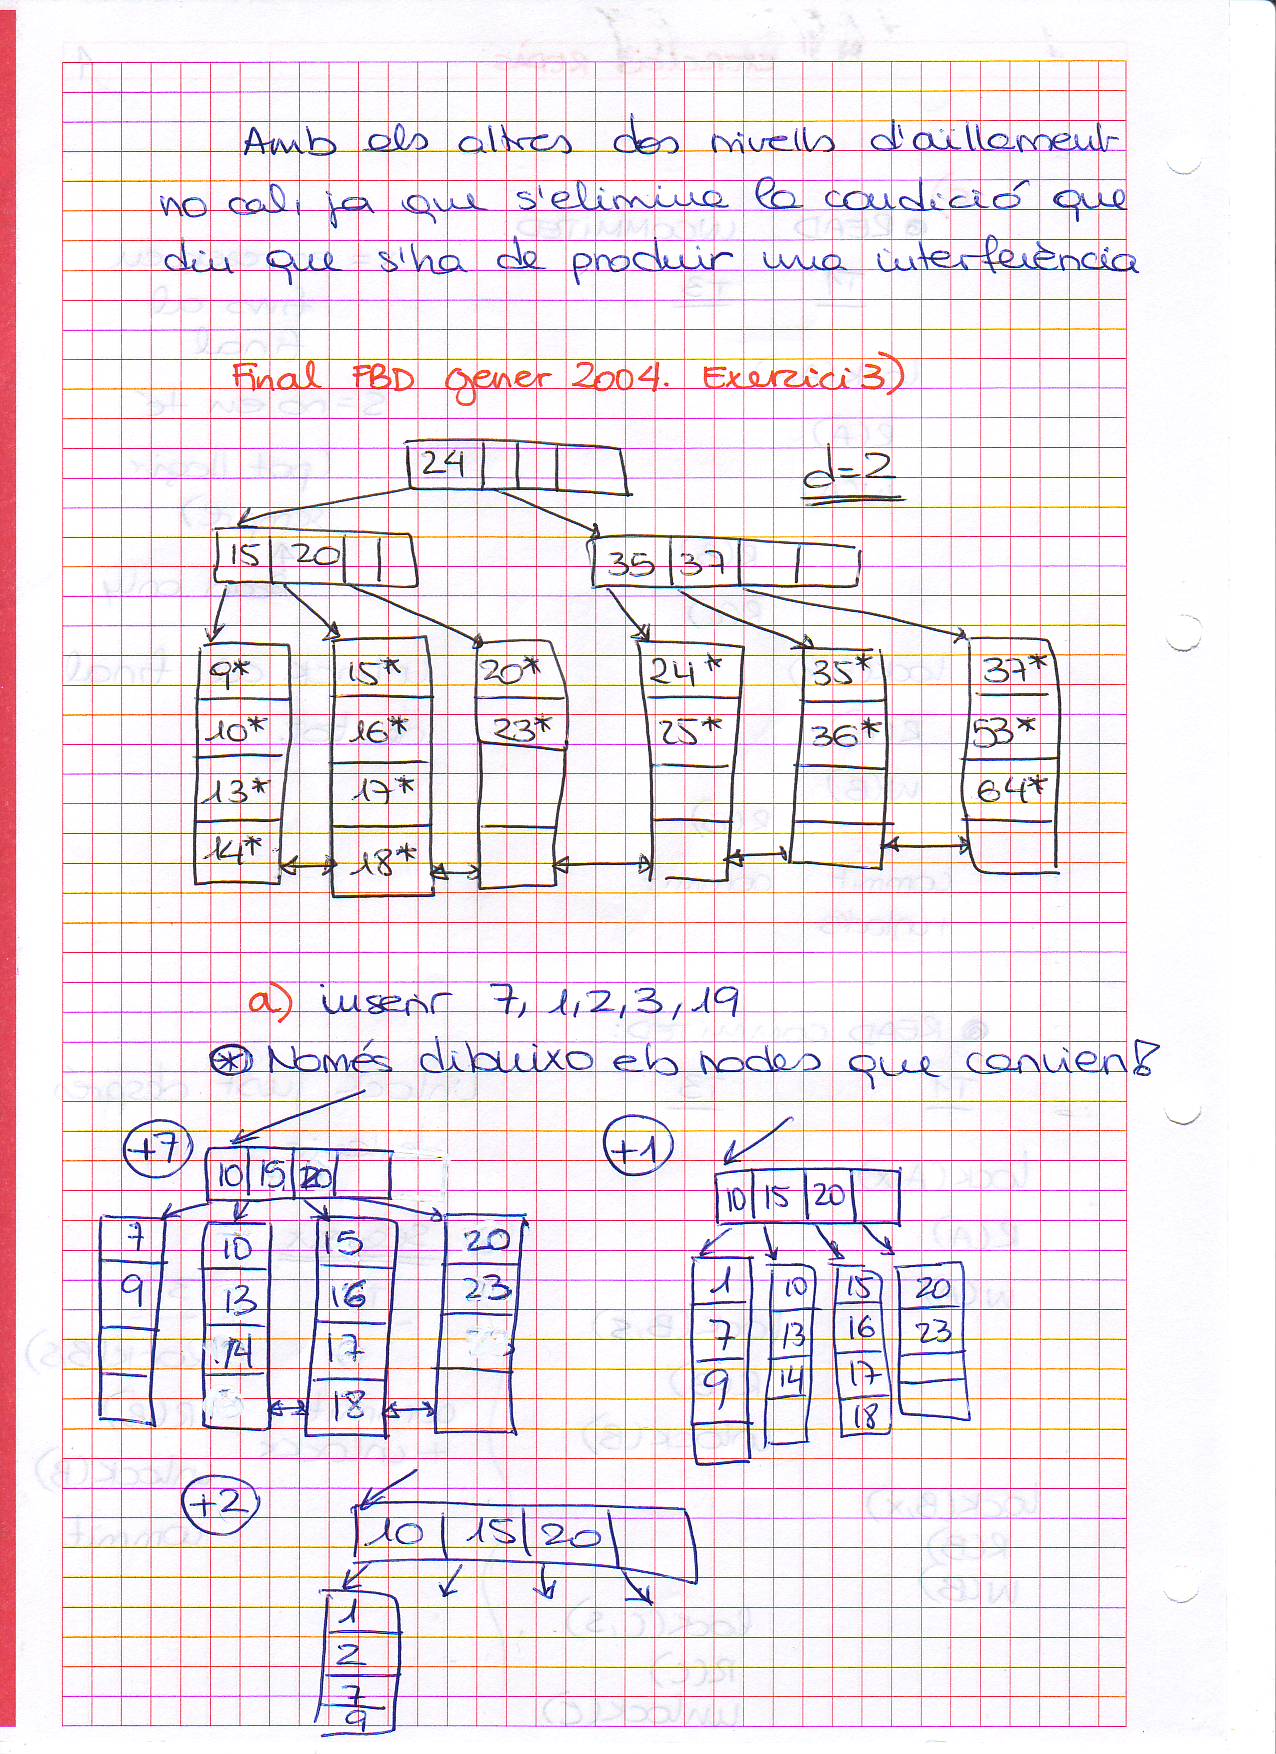 Amb els altres dos nivells d'aïllament
no cal, ja que s'elimina la condició que
diu que s'ha de produir una interferència
Final FBD gener 2004. Exercici 3)
24
d=2
15 20
35 37
9* 15* 20* 24* 35* 37*
10* 16* 23* 25* 36* 53*
13* 17* 64*
14* 18*
a) inserir 7, 1, 2, 3, 19
* Només dibuixo els nodes que canvien!
+7
10 15 20
7 10 15 20
9 13 16 23
14 17
18
+1
10 15 20
1 10 15 20
7 13 16 23
9 14 17
18
+2
10 15 20
1
2
7
9